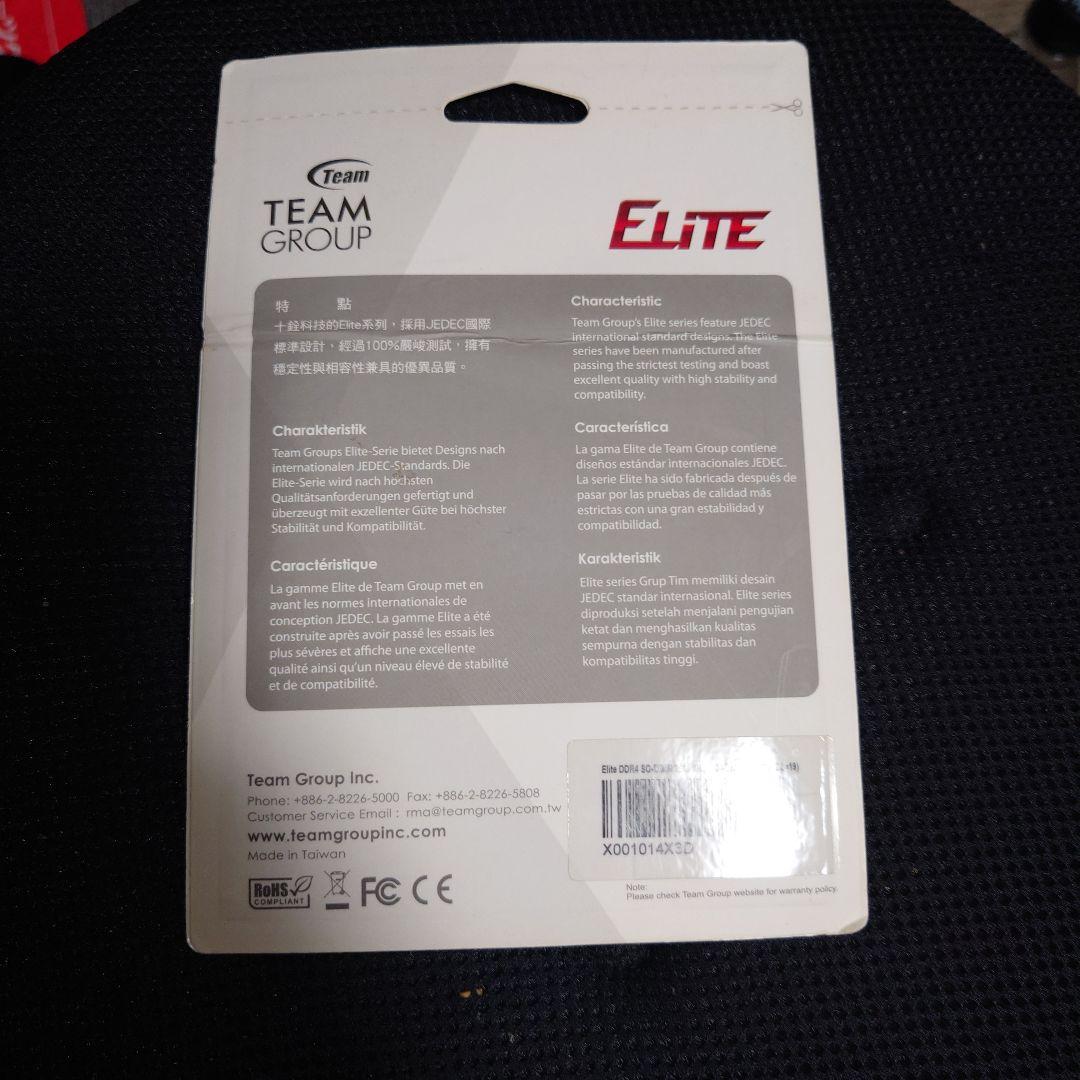 Team
TEAM
GROUP
ELiTE
特 點
十銓科技的Elite系列，採用JEDEC國際
標準設計，經過100%嚴峻測試，擁有
穩定性與相容性兼具的優異品質。
Characteristic
Team Group's Elite series feature JEDEC
international standard designs. The Elite
series have been manufactured after
passing the strictest testing and boast
excellent quality with high stability and
compatibility.
Charakteristik
Team Groups Elite-Serie bietet Designs nach
internationalen JEDEC-Standards. Die
Elite-Serie wird nach höchsten
Qualitätsanforderungen gefertigt und
überzeugt mit exzellenter Güte bei höchster
Stabilität und Kompatibilität.
Característica
La gama Elite de Team Group contiene
diseños estándar internacionales JEDEC.
La serie Elite ha sido fabricada después de
pasar por las pruebas de calidad más
estrictas con una gran estabilidad y
compatibilidad.
Caractéristique
La gamme Elite de Team Group met en
avant les normes internationales de
conception JEDEC. La gamme Elite a été
construite après avoir passé les essais les
plus sévères et affiche une excellente
qualité ainsi qu'un niveau élevé de stabilité
et de compatibilité.
Karakteristik
Elite series Grup Tim memiliki desain
JEDEC standar internasional. Elite series
diproduksi setelah menjalani pengujian
ketat dan menghasilkan kualitas
sempurna dengan stabilitas dan
kompatibilitas tinggi.
Team Group Inc.
Phone: +886-2-8226-5000 Fax: +886-2-8226-5808
Customer Service Email : rma@teamgroup.com.tw
www.teamgroupinc.com
Made in Taiwan
RoHS
COMPLIANT
FC CE
Elite DDR4
X001014X3D
Note:
Please check Team Group website for warranty policy.